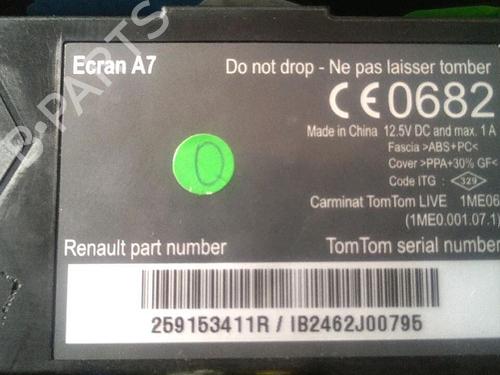 Ecran A7
Do not drop - Ne pas laisser tomber
CE 0682
Made in China 12.5V DC and max. 1 A
Fascia >ABS+PC<
Cover >PPA+30% GF<
Code ITG : 329
Carminat TomTom LIVE 1ME06
(1ME0.001.07.1)
Q
Renault part number
TomTom serial number
259153411R / IB2462J00795
B-PARTS